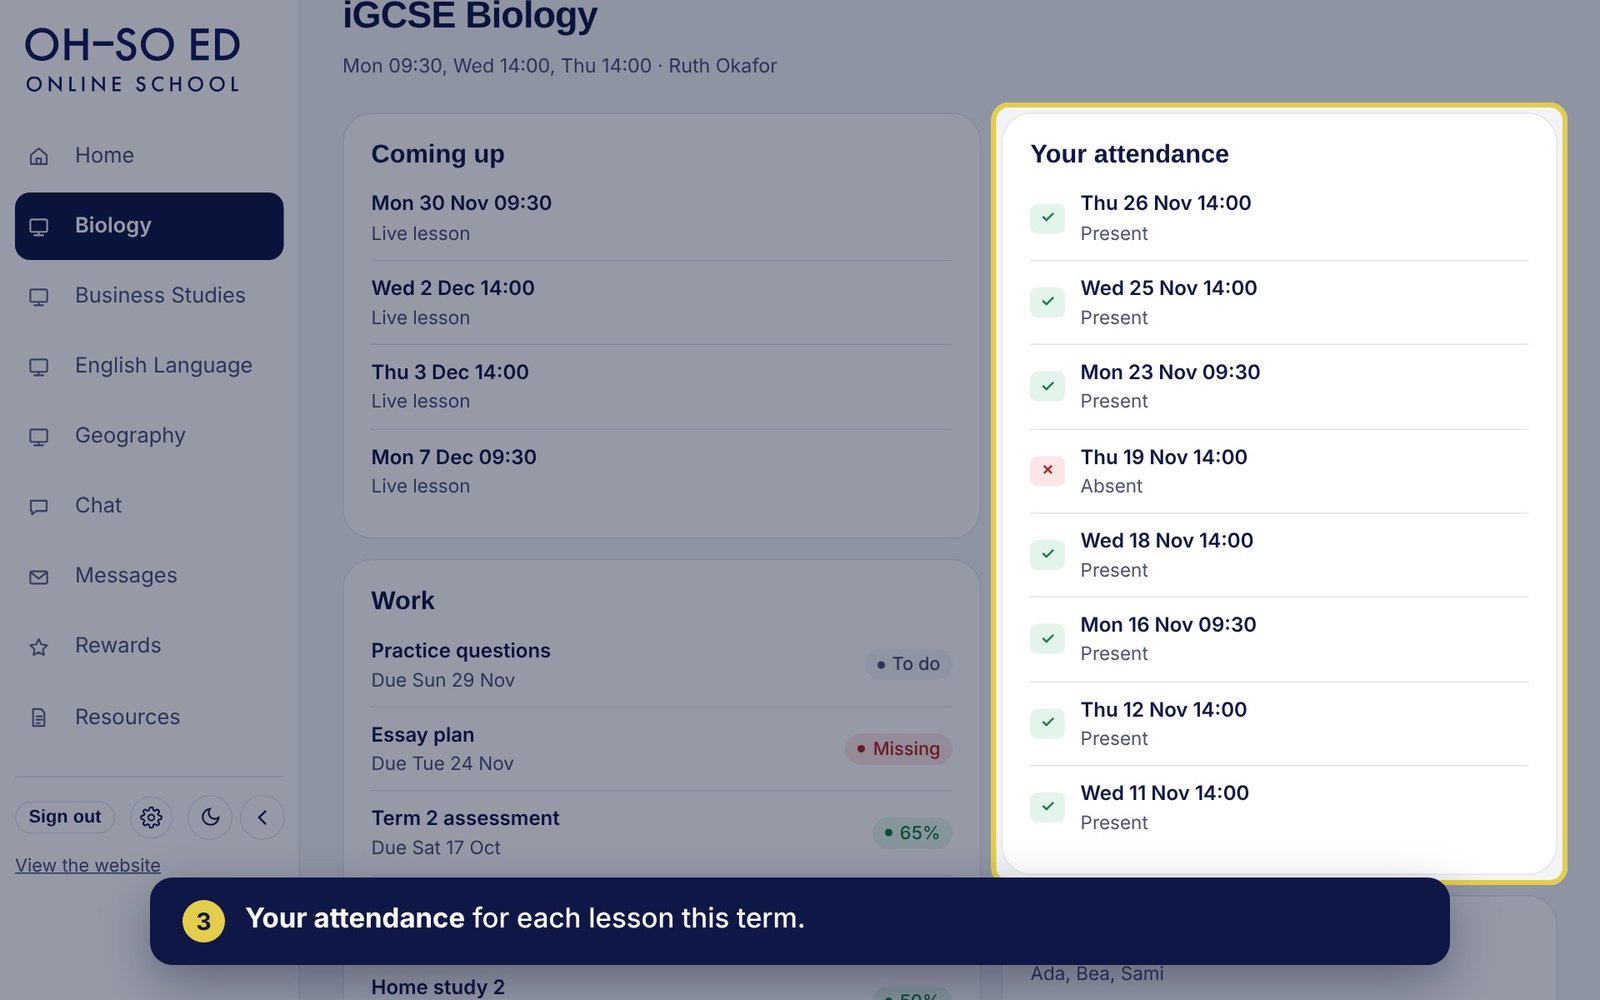 OH-SO ED
ONLINE SCHOOL
Home
Biology
Business Studies
English Language
Geography
Chat
Messages
Rewards
Resources
Sign out
View the website
iGCSE Biology
Mon 09:30, Wed 14:00, Thu 14:00 · Ruth Okafor
Coming up
Mon 30 Nov 09:30
Live lesson
Wed 2 Dec 14:00
Live lesson
Thu 3 Dec 14:00
Live lesson
Mon 7 Dec 09:30
Live lesson
Work
Practice questions
To do
Due Sun 29 Nov
Essay plan
Missing
Due Tue 24 Nov
Term 2 assessment
65%
Due Sat 17 Oct
Home study 2
Your attendance
Thu 26 Nov 14:00
Present
Wed 25 Nov 14:00
Present
Mon 23 Nov 09:30
Present
Thu 19 Nov 14:00
Absent
Wed 18 Nov 14:00
Present
Mon 16 Nov 09:30
Present
Thu 12 Nov 14:00
Present
Wed 11 Nov 14:00
Present
Ada, Bea, Sami
3 Your attendance for each lesson this term.